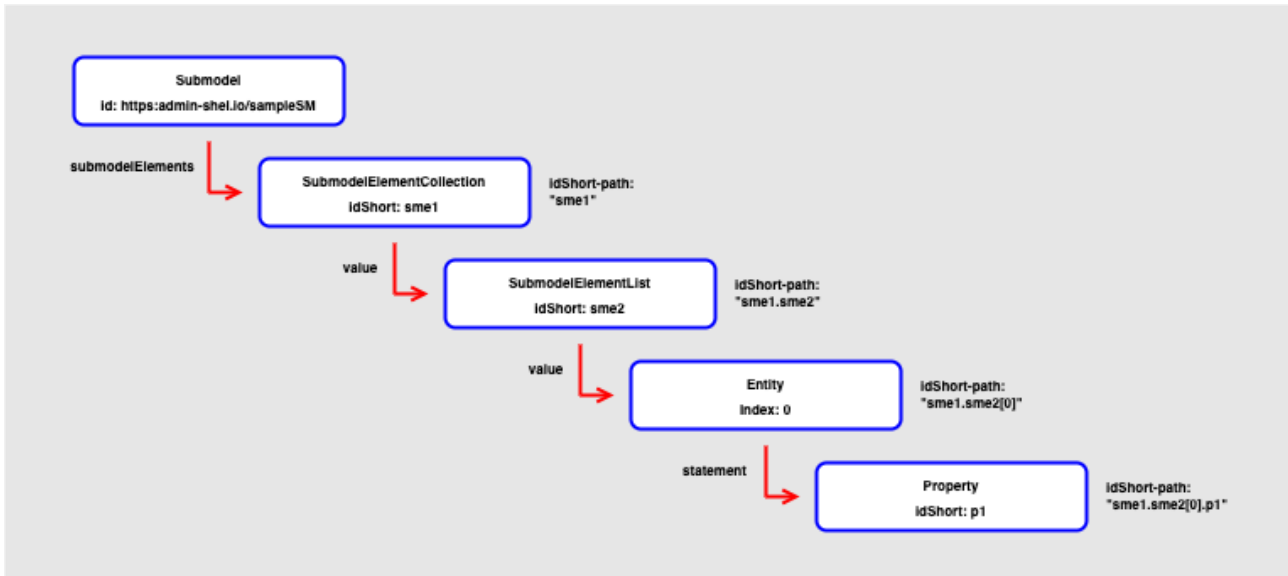 Submodel
id: https:admin-shel.io/sampleSM
submodelElements
SubmodelElementCollection
idShort: sme1
idShort-path:
"sme1"
value
SubmodelElementList
idShort: sme2
idShort-path:
"sme1.sme2"
value
Entity
Index: 0
idShort-path:
"sme1.sme2[0]"
statement
Property
idShort: p1
idShort-path:
"sme1.sme2[0].p1"